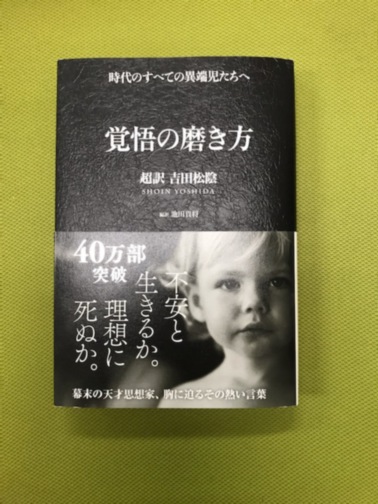 時代のすべての異端児たちへ
覚悟の磨き方
超訳 吉田松陰
SHOIN YOSHIDA
編訳 池田貴将
40万部
突破
不安と
生きるか。
理想に
死ぬか。
幕末の天才思想家、胸に迫るその熱い言葉